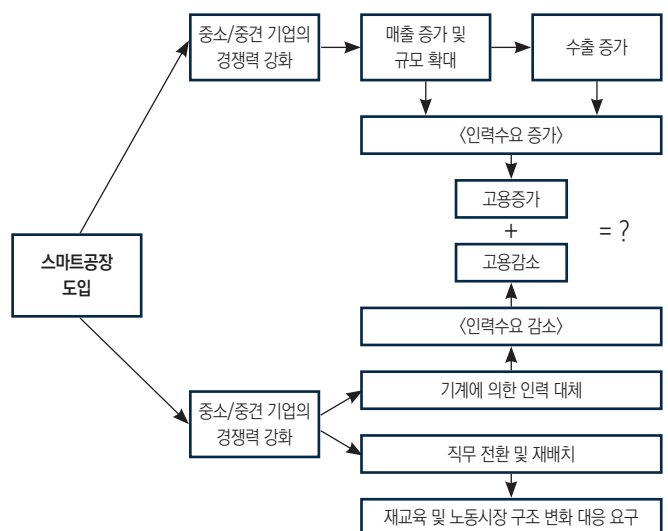 중소/중견 기업의
경쟁력 강화
매출 증가 및
규모 확대
수출 증가
〈인력수요 증가〉
고용증가
+
= ?
고용감소
스마트공장
도입
〈인력수요 감소〉
중소/중견 기업의
경쟁력 강화
기계에 의한 인력 대체
직무 전환 및 재배치
재교육 및 노동시장 구조 변화 대응 요구